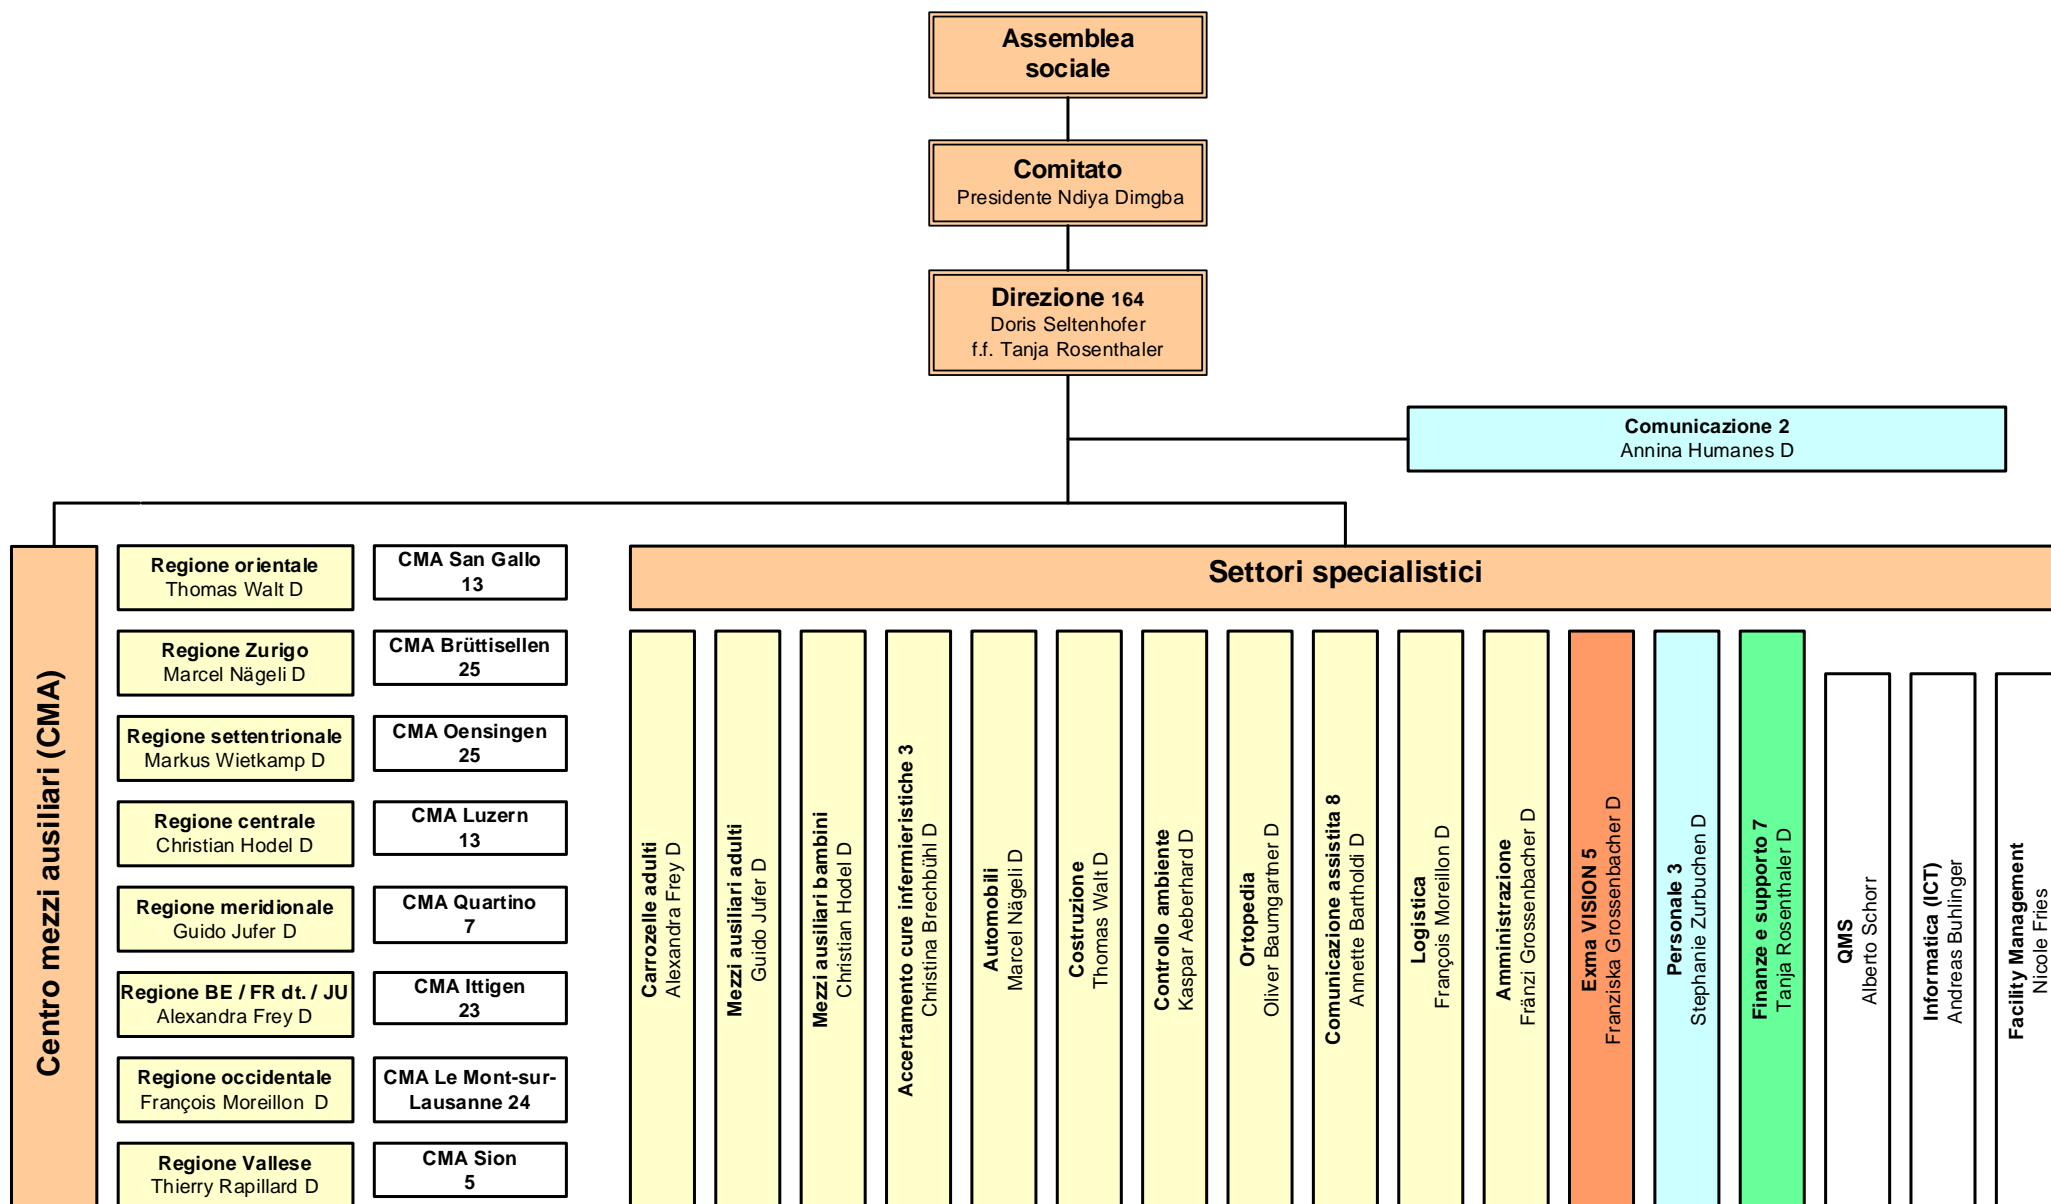 Assemblea
sociale
Comitato
Presidente Ndiya Dimgba
Direzione 164
Doris Seltenhofer
f.f. Tanja Rosenthaler
Comunicazione 2
Annina Humanes D
Centro mezzi ausiliari (CMA)
Regione orientale
Thomas Walt D
CMA San Gallo
13
Regione Zurigo
Marcel Nägeli D
CMA Brüttisellen
25
Regione settentrionale
Markus Wietkamp D
CMA Oensingen
25
Regione centrale
Christian Hodel D
CMA Luzern
13
Regione meridionale
Guido Jufer D
CMA Quartino
7
Regione BE / FR dt. / JU
Alexandra Frey D
CMA Ittigen
23
Regione occidentale
François Moreillon D
CMA Le Mont-sur-
Lausanne 24
Regione Vallese
Thierry Rapillard D
CMA Sion
5
Settori specialistici
Carrozelle adulti
Alexandra Frey D
Mezzi ausiliari adulti
Guido Jufer D
Mezzi ausiliari bambini
Christian Hodel D
Accertamento cure infermieristiche 3
Christina Brechbühl D
Automobili
Marcel Nägeli D
Costruzione
Thomas Walt D
Controllo ambiente
Kaspar Aeberhard D
Ortopedia
Oliver Baumgartner D
Comunicazione assistita 8
Annette Bartholdi D
Logistica
François Moreillon D
Amministrazione
Fränzi Grossenbacher D
Exma VISION 5
Franziska Grossenbacher D
Personale 3
Stephanie Zurbuchen D
Finanze e supporto 7
Tanja Rosenthaler D
QMS
Alberto Schorr
Informatica (ICT)
Andreas Buhlinger
Facility Management
Nicole Fries